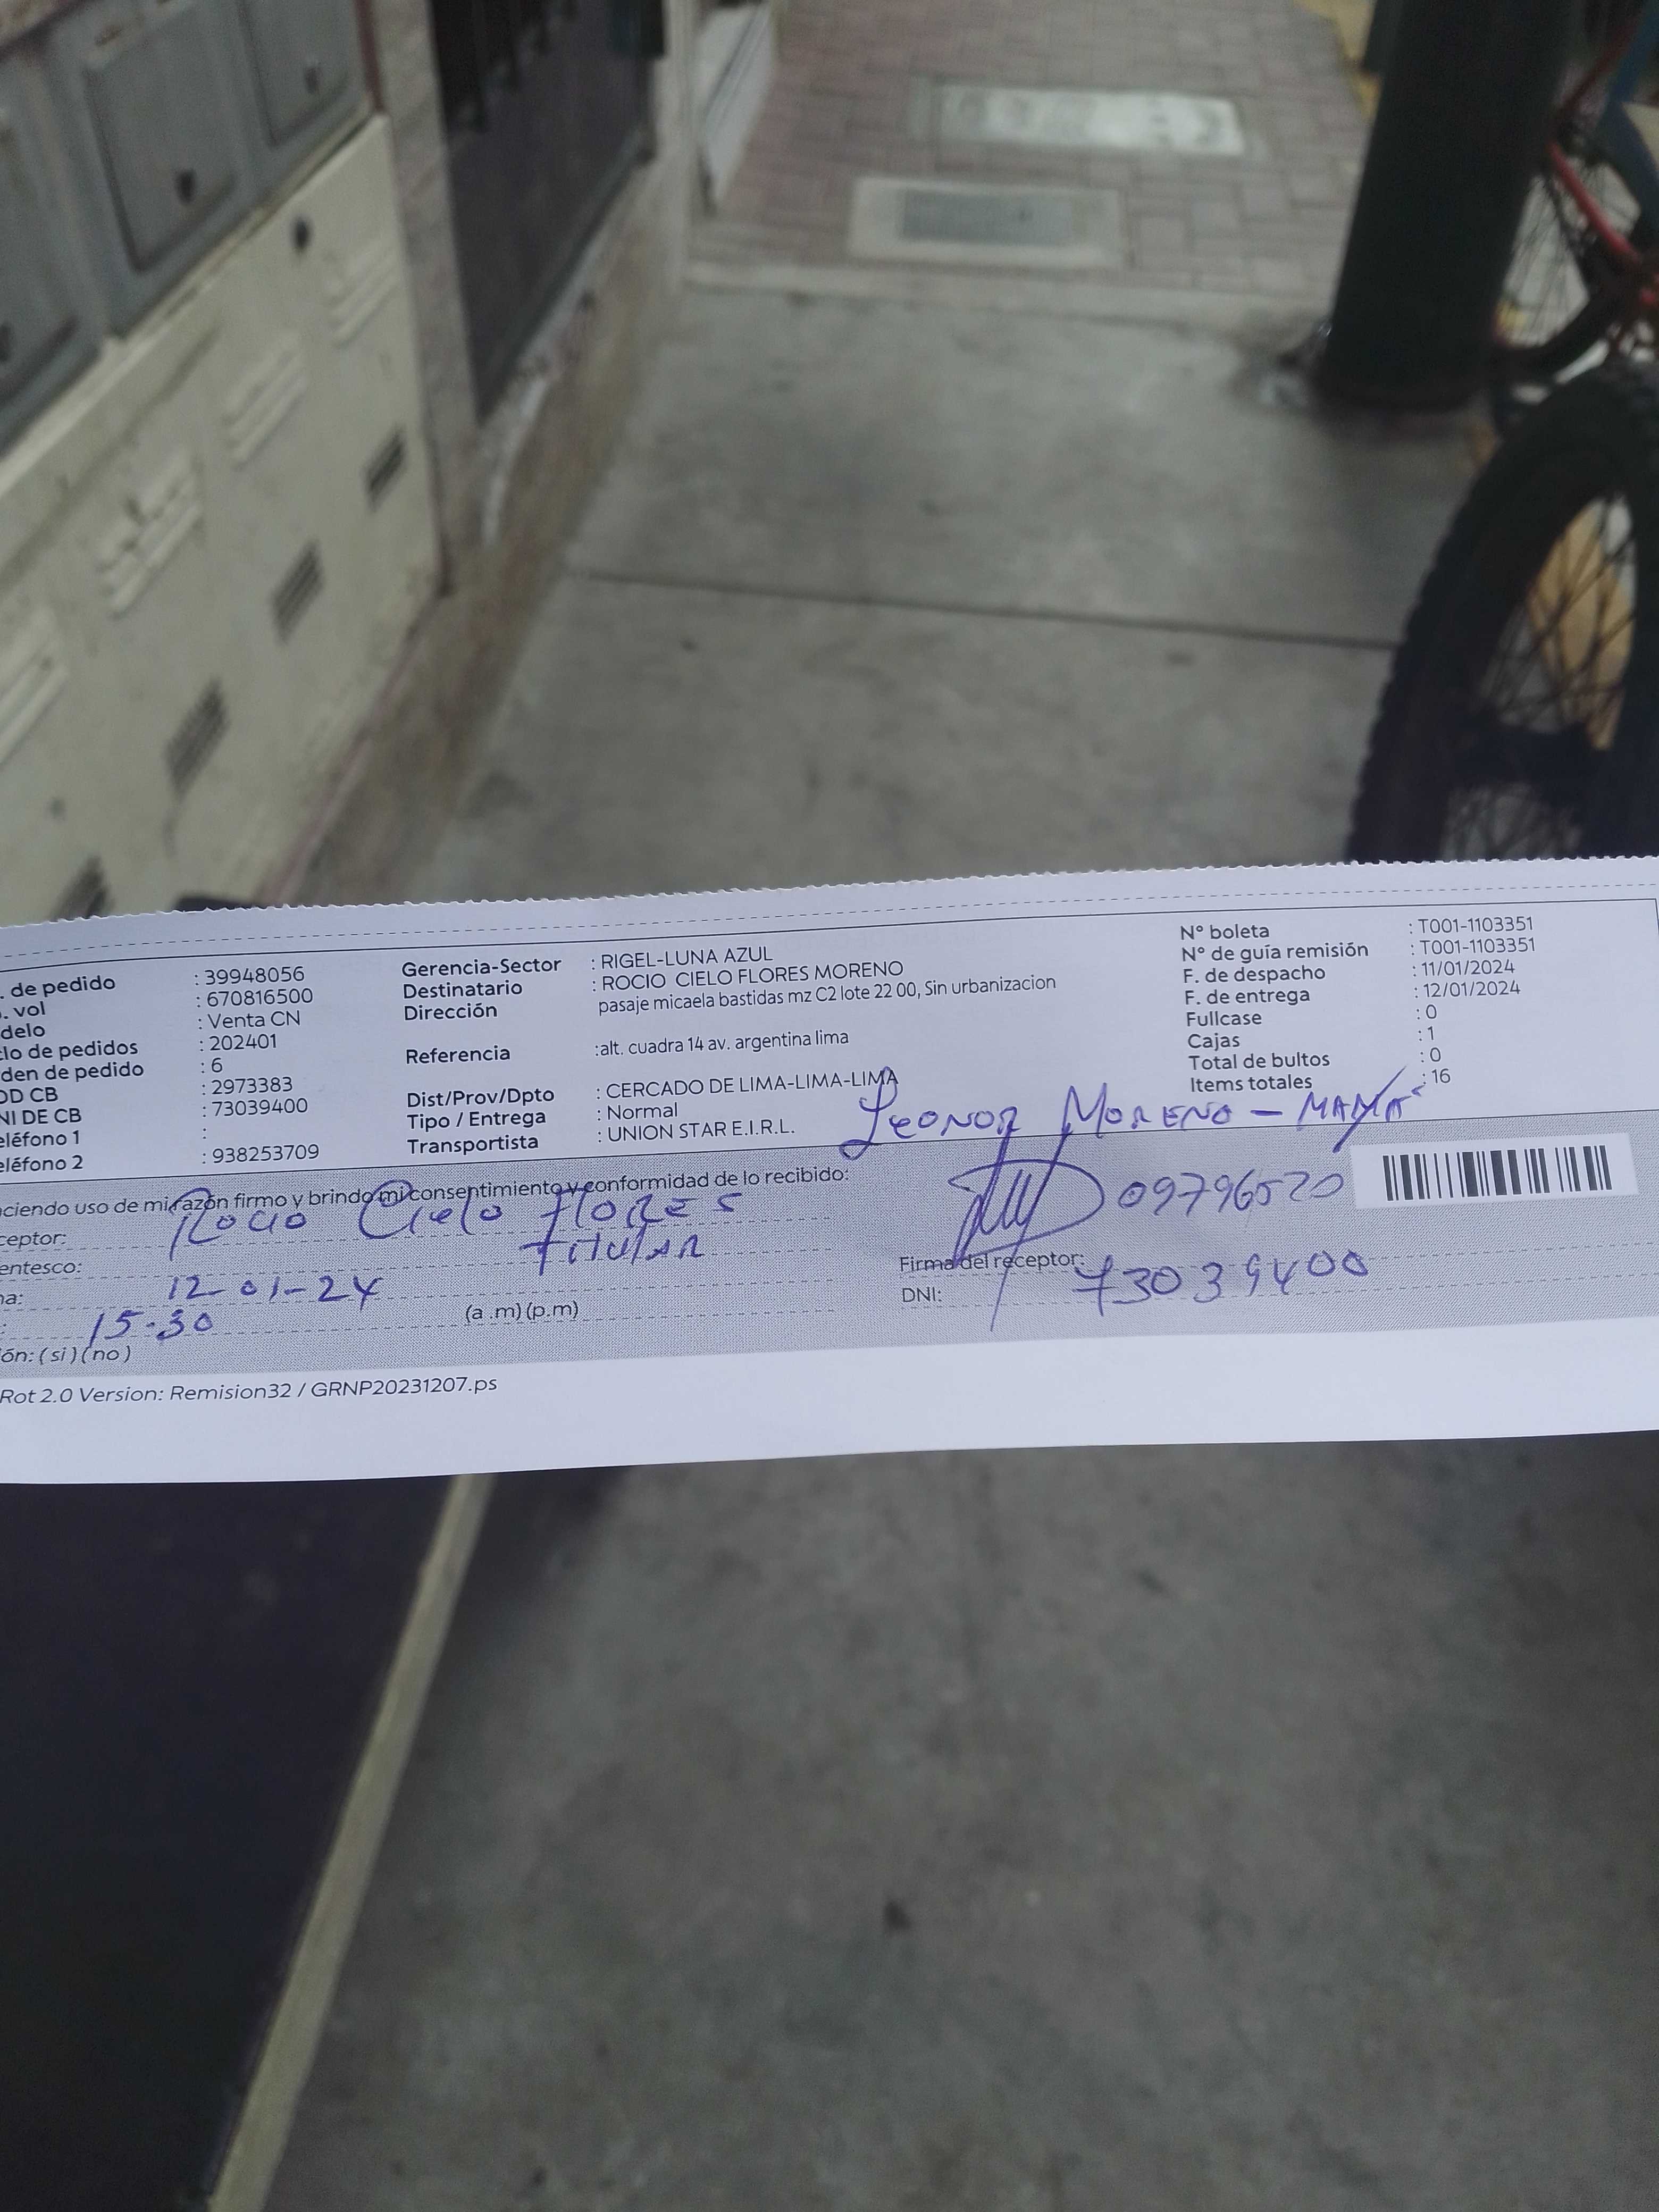 . de pedido : 39948056
. vol : 670816500
delo : Venta CN
lo de pedidos : 202401
den de pedido : 6
OD CB : 2973383
NI DE CB : 73039400
eléfono 1 :
eléfono 2 : 938253709
Gerencia-Sector : RIGEL-LUNA AZUL
Destinatario : ROCIO CIELO FLORES MORENO
Dirección pasaje micaela bastidas mz C2 lote 22 00, Sin urbanizacion
Referencia :alt. cuadra 14 av. argentina lima
Dist/Prov/Dpto : CERCADO DE LIMA-LIMA-LIMA
Tipo / Entrega : Normal
Transportista : UNION STAR E.I.R.L.
N° boleta : T001-1103351
N° de guía remisión : T001-1103351
F. de despacho : 11/01/2024
F. de entrega : 12/01/2024
Fullcase : 0
Cajas : 1
Total de bultos : 0
Items totales : 16
LEONOR MORENO - MAMÁ
ciendo uso de mi razón firmo y brindo mi consentimiento y conformidad de lo recibido:
09796520
ceptor: Rocio Cielo FLORES
entesco: TITULAR
na: 12-01-24
: 15.30 (a .m) (p.m)
Firma del receptor:
DNI: 73039400
ón: ( si ) ( no )
Rot 2.0 Version: Remision32 / GRNP20231207.ps